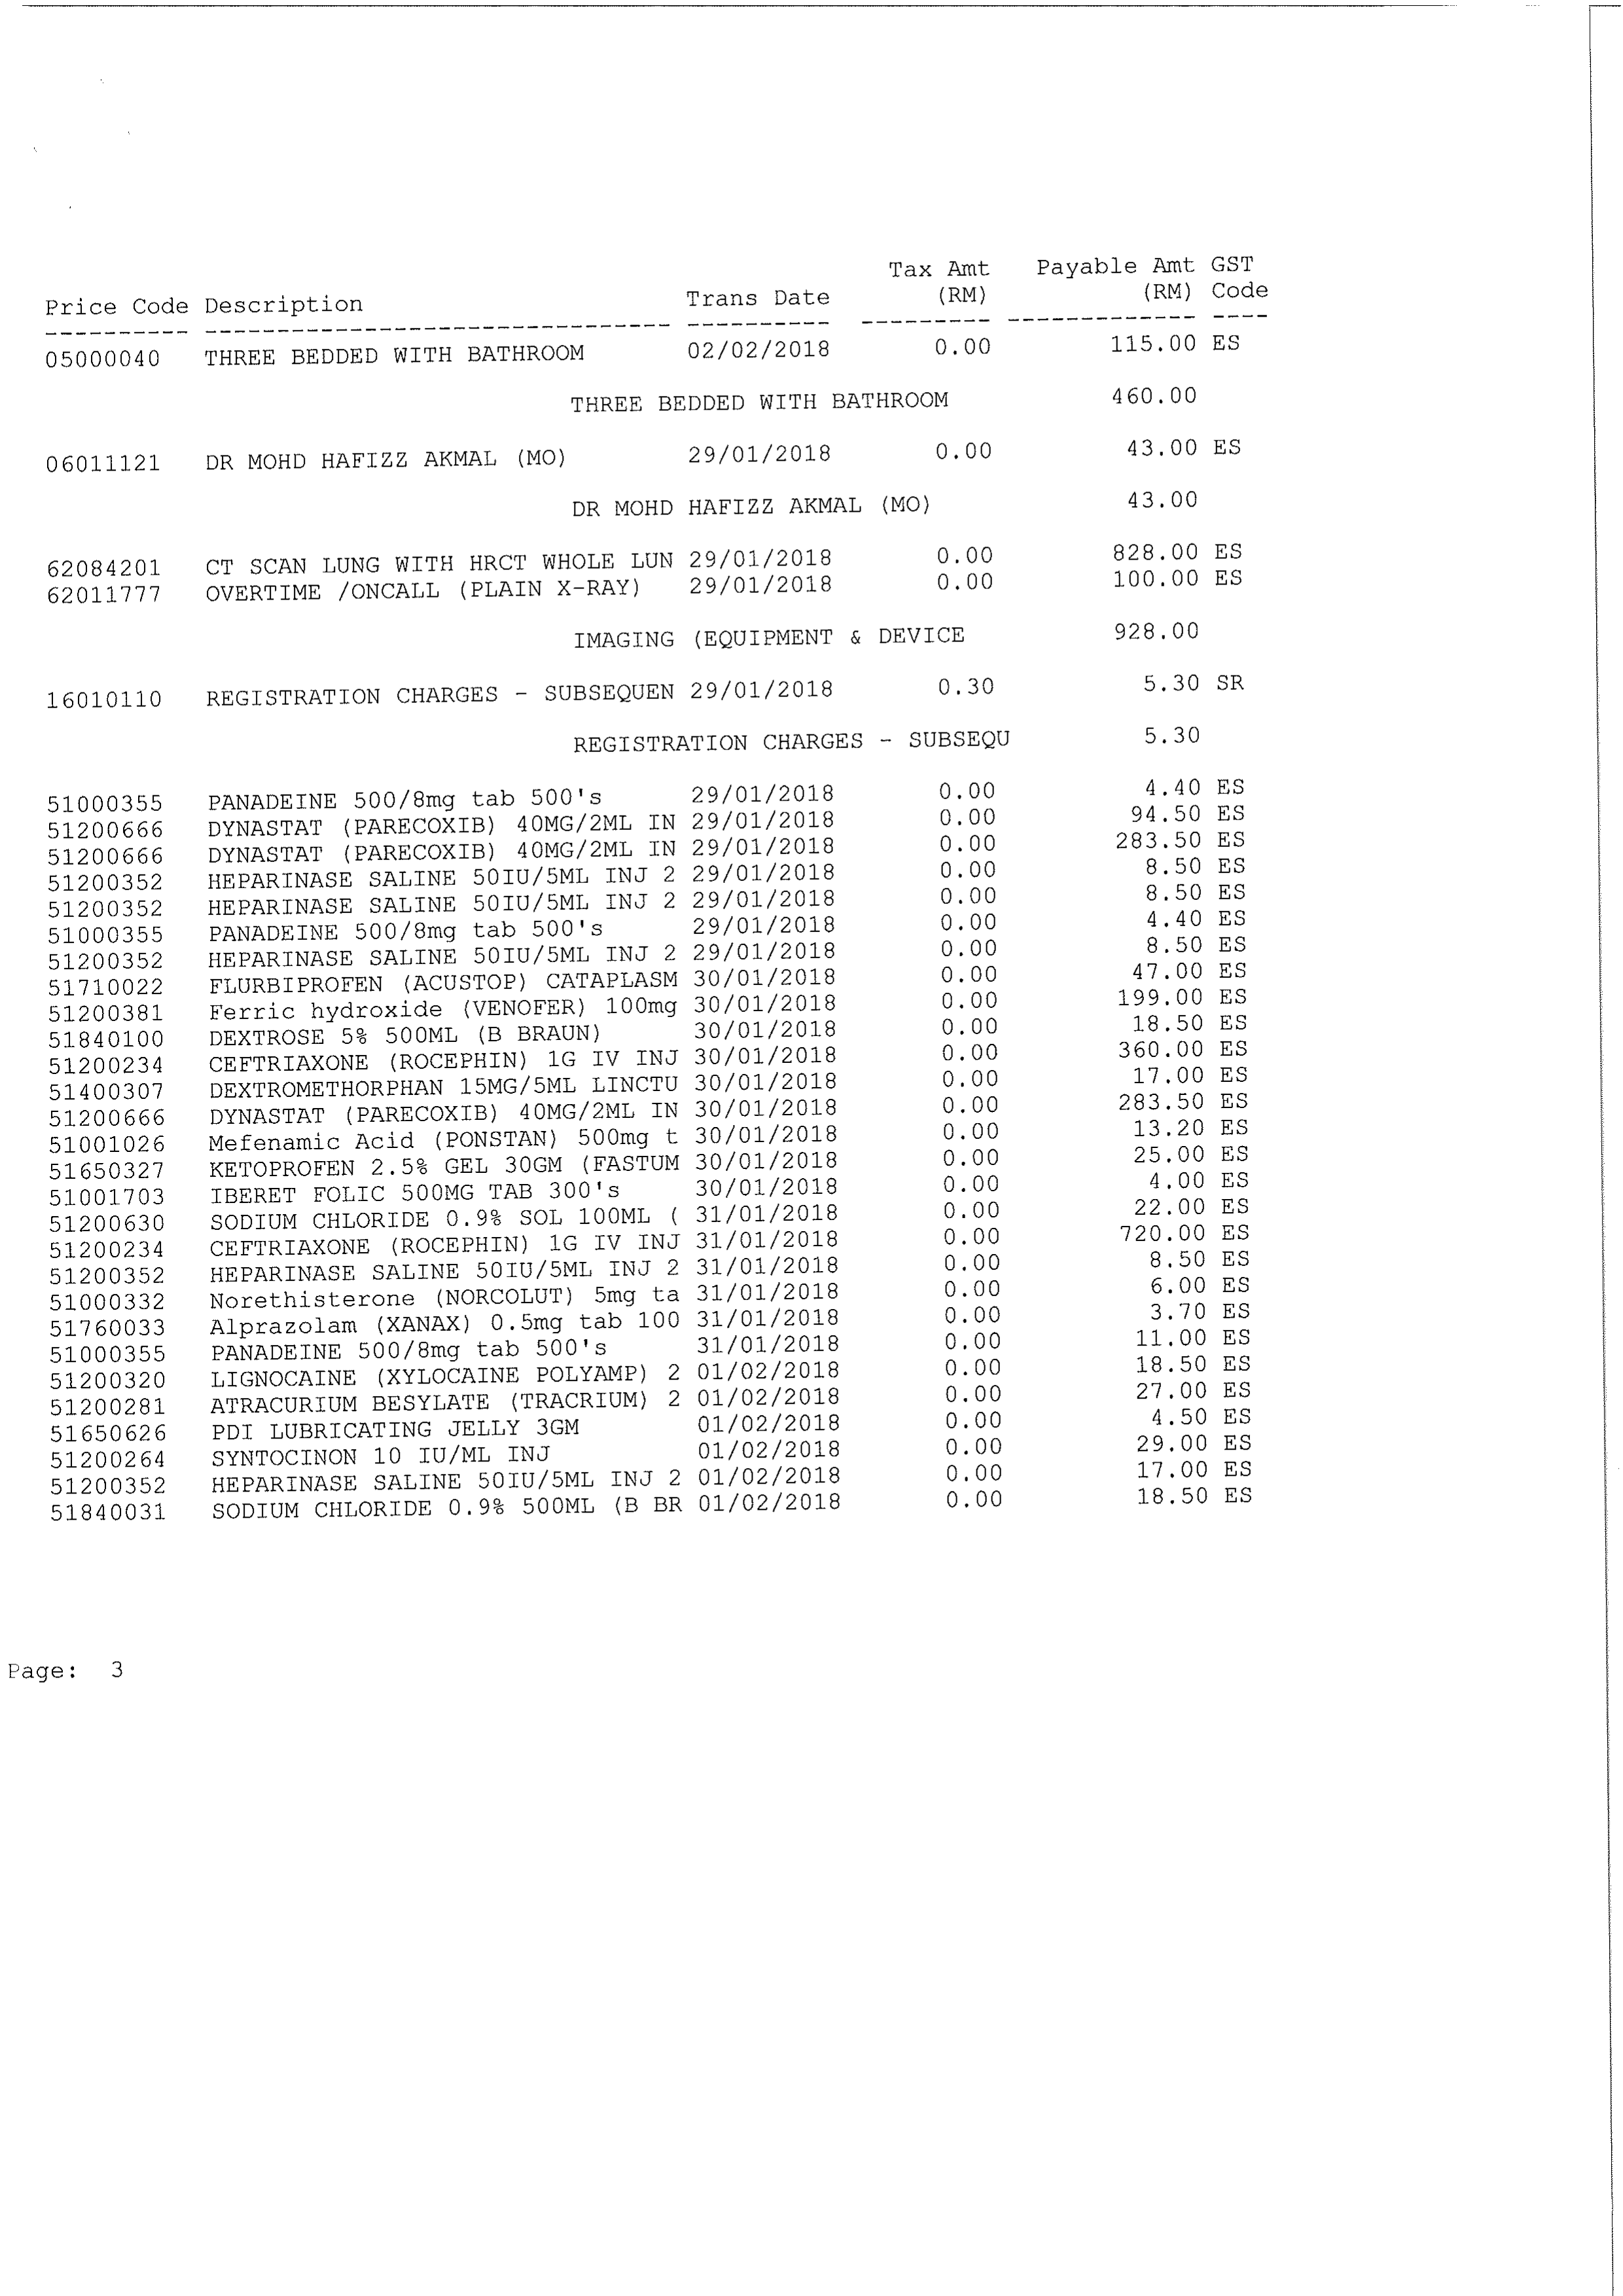 Tax Amt Payable Amt GST
Price Code Description Trans Date (RM) (RM) Code
---------- -------------------------------- ---------- --------- ------------- ----
05000040 THREE BEDDED WITH BATHROOM 02/02/2018 0.00 115.00 ES
THREE BEDDED WITH BATHROOM 460.00
06011121 DR MOHD HAFIZZ AKMAL (MO) 29/01/2018 0.00 43.00 ES
DR MOHD HAFIZZ AKMAL (MO) 43.00
62084201 CT SCAN LUNG WITH HRCT WHOLE LUN 29/01/2018 0.00 828.00 ES
62011777 OVERTIME /ONCALL (PLAIN X-RAY) 29/01/2018 0.00 100.00 ES
IMAGING (EQUIPMENT & DEVICE 928.00
16010110 REGISTRATION CHARGES - SUBSEQUEN 29/01/2018 0.30 5.30 SR
REGISTRATION CHARGES - SUBSEQU 5.30
51000355 PANADEINE 500/8mg tab 500's 29/01/2018 0.00 4.40 ES
51200666 DYNASTAT (PARECOXIB) 40MG/2ML IN 29/01/2018 0.00 94.50 ES
51200666 DYNASTAT (PARECOXIB) 40MG/2ML IN 29/01/2018 0.00 283.50 ES
51200352 HEPARINASE SALINE 50IU/5ML INJ 2 29/01/2018 0.00 8.50 ES
51200352 HEPARINASE SALINE 50IU/5ML INJ 2 29/01/2018 0.00 8.50 ES
51000355 PANADEINE 500/8mg tab 500's 29/01/2018 0.00 4.40 ES
51200352 HEPARINASE SALINE 50IU/5ML INJ 2 29/01/2018 0.00 8.50 ES
51710022 FLURBIPROFEN (ACUSTOP) CATAPLASM 30/01/2018 0.00 47.00 ES
51200381 Ferric hydroxide (VENOFER) 100mg 30/01/2018 0.00 199.00 ES
51840100 DEXTROSE 5% 500ML (B BRAUN) 30/01/2018 0.00 18.50 ES
51200234 CEFTRIAXONE (ROCEPHIN) 1G IV INJ 30/01/2018 0.00 360.00 ES
51400307 DEXTROMETHORPHAN 15MG/5ML LINCTU 30/01/2018 0.00 17.00 ES
51200666 DYNASTAT (PARECOXIB) 40MG/2ML IN 30/01/2018 0.00 283.50 ES
51001026 Mefenamic Acid (PONSTAN) 500mg t 30/01/2018 0.00 13.20 ES
51650327 KETOPROFEN 2.5% GEL 30GM (FASTUM 30/01/2018 0.00 25.00 ES
51001703 IBERET FOLIC 500MG TAB 300's 30/01/2018 0.00 4.00 ES
51200630 SODIUM CHLORIDE 0.9% SOL 100ML ( 31/01/2018 0.00 22.00 ES
51200234 CEFTRIAXONE (ROCEPHIN) 1G IV INJ 31/01/2018 0.00 720.00 ES
51200352 HEPARINASE SALINE 50IU/5ML INJ 2 31/01/2018 0.00 8.50 ES
51000332 Norethisterone (NORCOLUT) 5mg ta 31/01/2018 0.00 6.00 ES
51760033 Alprazolam (XANAX) 0.5mg tab 100 31/01/2018 0.00 3.70 ES
51000355 PANADEINE 500/8mg tab 500's 31/01/2018 0.00 11.00 ES
51200320 LIGNOCAINE (XYLOCAINE POLYAMP) 2 01/02/2018 0.00 18.50 ES
51200281 ATRACURIUM BESYLATE (TRACRIUM) 2 01/02/2018 0.00 27.00 ES
51650626 PDI LUBRICATING JELLY 3GM 01/02/2018 0.00 4.50 ES
51200264 SYNTOCINON 10 IU/ML INJ 01/02/2018 0.00 29.00 ES
51200352 HEPARINASE SALINE 50IU/5ML INJ 2 01/02/2018 0.00 17.00 ES
51840031 SODIUM CHLORIDE 0.9% 500ML (B BR 01/02/2018 0.00 18.50 ES
Page: 3